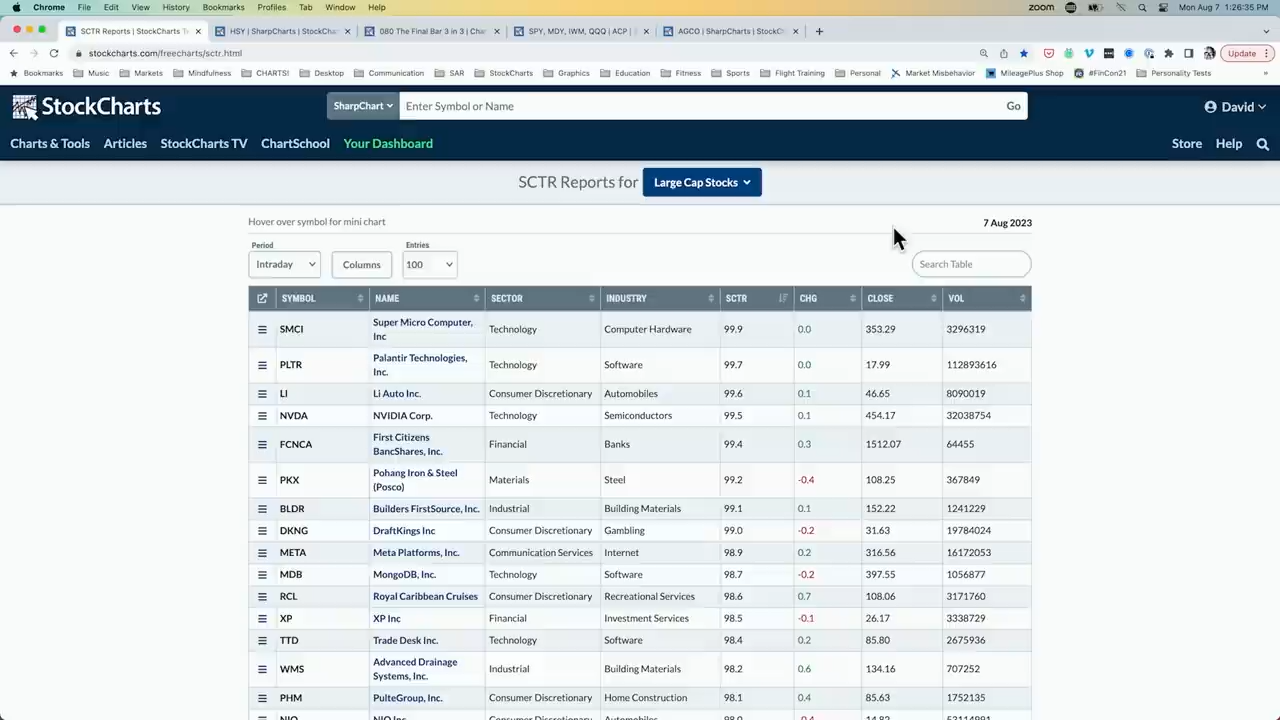 Chrome File Edit View History Bookmarks Profiles Tab Window Help zoom Mon Aug 7 1:26:35 PM
SCTR Reports | StockCharts Te HSY | SharpCharts | StockChar 080 The Final Bar 3 in 3 | Char SPY, MDY, IWM, QQQ | ACP | AGCO | SharpCharts | StockCh
stockcharts.com/freecharts/sctr.html Update
Bookmarks Music Markets Mindfulness CHARTS! Desktop Communication SAR StockCharts Graphics Education Fitness Sports Flight Training Personal Market Misbehavior MileagePlus Shop #FinCon21 Personality Tests »
StockCharts SharpChart Enter Symbol or Name Go David
Charts & Tools Articles StockCharts TV ChartSchool Your Dashboard Store Help
SCTR Reports for Large Cap Stocks
Hover over symbol for mini chart 7 Aug 2023
Period Entries
Intraday Columns 100 Search Table
SYMBOL NAME SECTOR INDUSTRY SCTR CHG CLOSE VOL
SMCI Super Micro Computer, Inc Technology Computer Hardware 99.9 0.0 353.29 3296319
PLTR Palantir Technologies, Inc. Technology Software 99.7 0.0 17.99 112893616
LI Li Auto Inc. Consumer Discretionary Automobiles 99.6 0.1 46.65 8090019
NVDA NVIDIA Corp. Technology Semiconductors 99.5 0.1 454.17 32038754
FCNCA First Citizens BancShares, Inc. Financial Banks 99.4 0.3 1512.07 64455
PKX Pohang Iron & Steel (Posco) Materials Steel 99.2 -0.4 108.25 367849
BLDR Builders FirstSource, Inc. Industrial Building Materials 99.1 0.1 152.22 1241229
DKNG DraftKings Inc Consumer Discretionary Gambling 99.0 -0.2 31.63 19784024
META Meta Platforms, Inc. Communication Services Internet 98.9 0.2 316.56 16172053
MDB MongoDB, Inc. Technology Software 98.7 -0.2 397.55 1056877
RCL Royal Caribbean Cruises Consumer Discretionary Recreational Services 98.6 0.7 108.06 3171760
XP XP Inc Financial Investment Services 98.5 -0.1 26.17 3338729
TTD Trade Desk Inc. Technology Software 98.4 0.2 85.80 2675936
WMS Advanced Drainage Systems, Inc. Industrial Building Materials 98.2 0.6 134.16 707252
PHM PulteGroup, Inc. Consumer Discretionary Home Construction 98.1 0.4 85.63 1752135